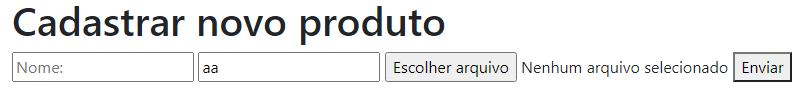 Cadastrar novo produto
Nome: aa Escolher arquivo Nenhum arquivo selecionado Enviar